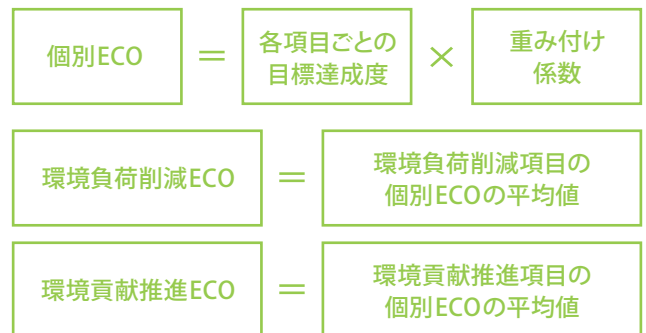 個別ECO ＝ 各項目ごとの目標達成度 × 重み付け係数
環境負荷削減ECO ＝ 環境負荷削減項目の個別ECOの平均値
環境貢献推進ECO ＝ 環境貢献推進項目の個別ECOの平均値